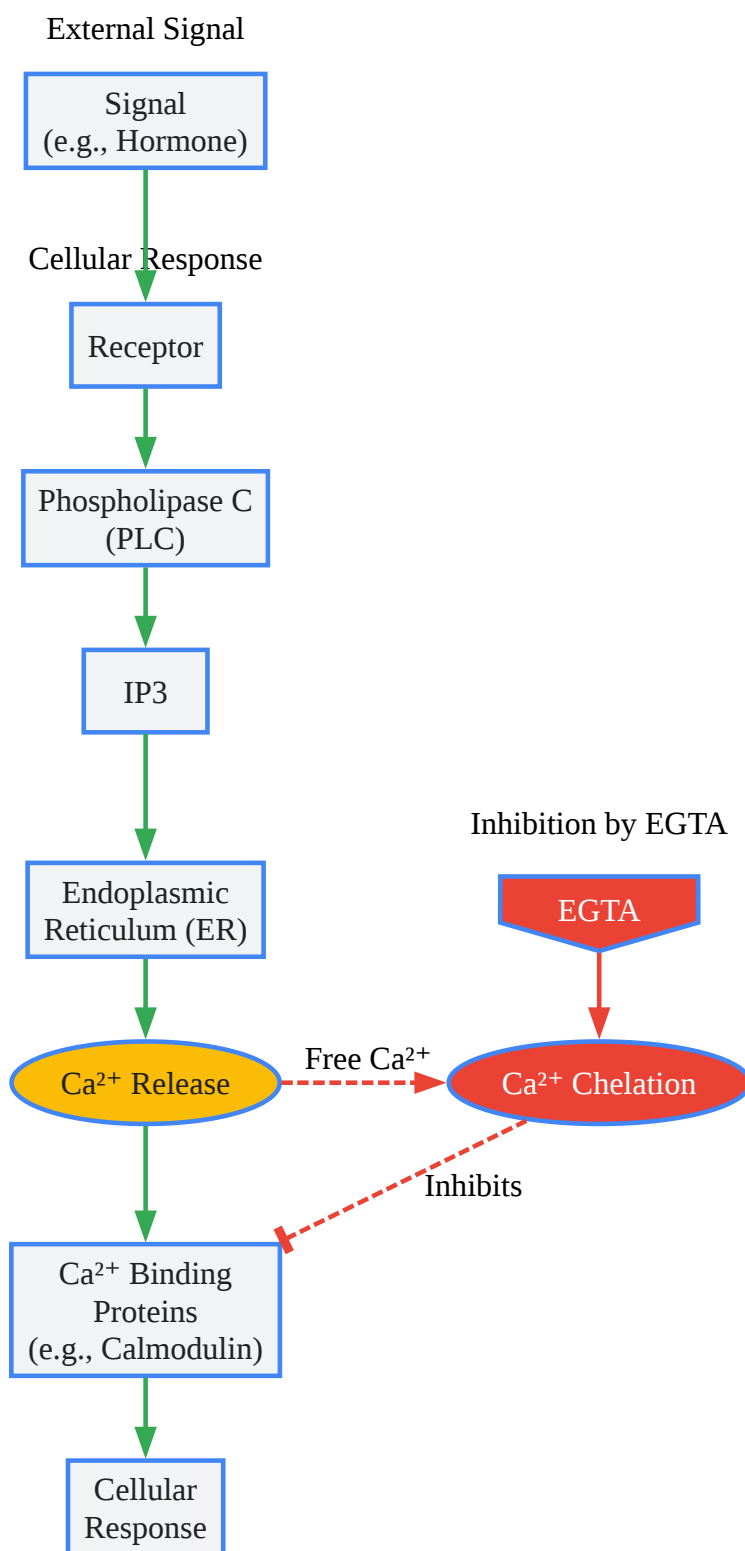 External Signal
Signal
(e.g., Hormone)
Cellular Response
Receptor
Phospholipase C
(PLC)
IP3
Inhibition by EGTA
Endoplasmic
Reticulum (ER)
EGTA
Free Ca²⁺
Ca²⁺ Release
Ca²⁺ Chelation
Inhibits
Ca²⁺ Binding
Proteins
(e.g., Calmodulin)
Cellular
Response